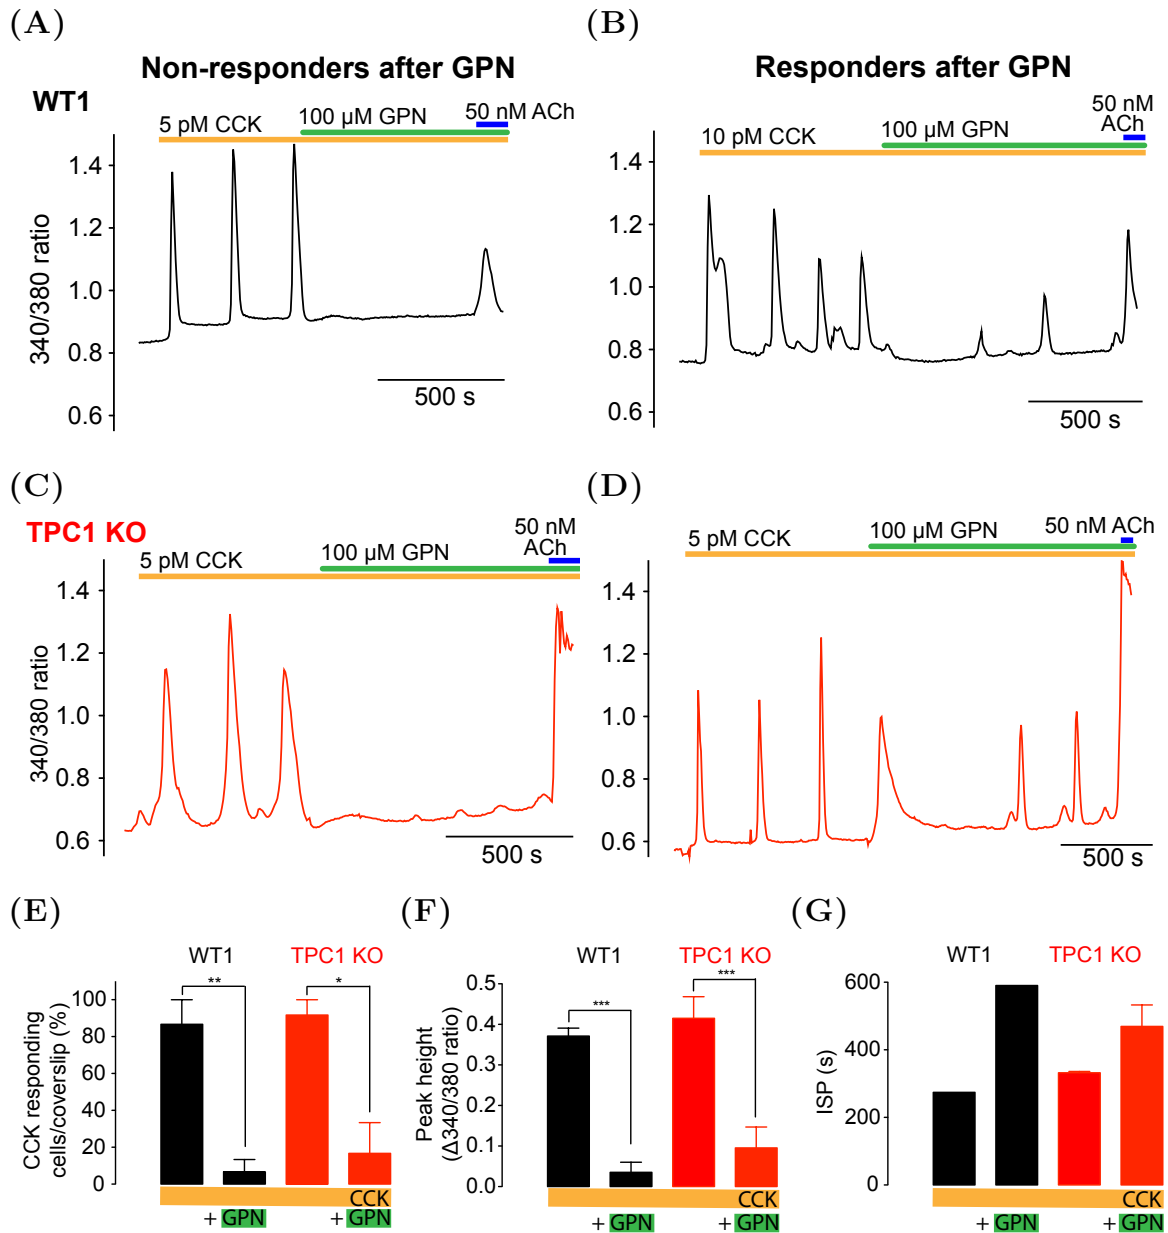 (A)
Non-responders after GPN
WT1
5 pM CCK
100 µM GPN
50 nM ACh
340/380 ratio
1.4
1.2
1.0
0.8
0.6
500 s
(B)
Responders after GPN
10 pM CCK
100 µM GPN
50 nM
ACh
1.4
1.2
1.0
0.8
0.6
500 s
(C)
TPC1 KO
5 pM CCK
100 µM GPN
50 nM
ACh
340/380 ratio
1.4
1.2
1.0
0.8
0.6
500 s
(D)
5 pM CCK
100 µM GPN
50 nM ACh
1.4
1.2
1.0
0.8
0.6
500 s
(E)
WT1
TPC1 KO
**
*
CCK responding
cells/coverslip (%)
100
80
60
40
20
0
CCK
+ GPN
+ GPN
(F)
WT1
TPC1 KO
***
***
Peak height
(Δ340/380 ratio)
0.5
0.4
0.3
0.2
0.1
0.0
CCK
+ GPN
+ GPN
(G)
WT1
TPC1 KO
ISP (s)
600
400
200
0
CCK
+ GPN
+ GPN